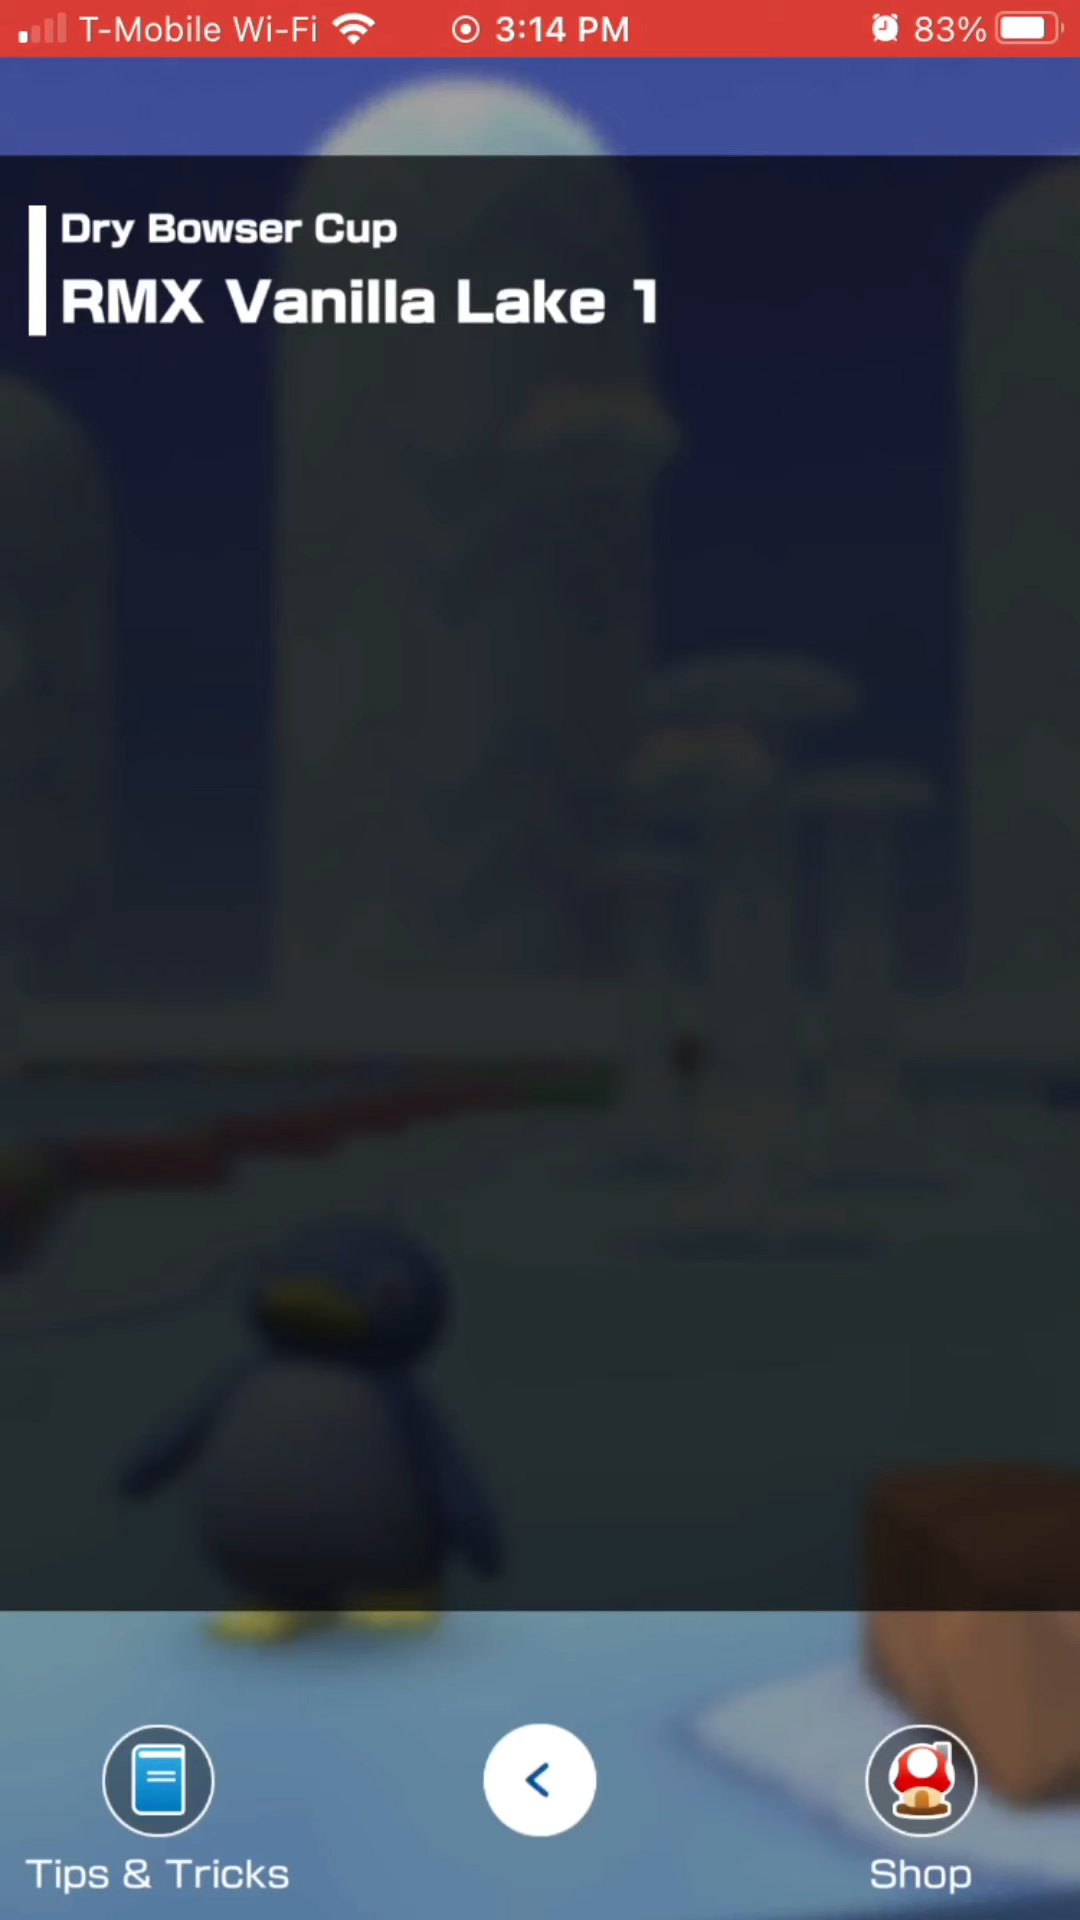 T-Mobile Wi-Fi 3:14 PM 83%
Dry Bowser Cup
RMX Vanilla Lake 1
Tips & Tricks
Shop